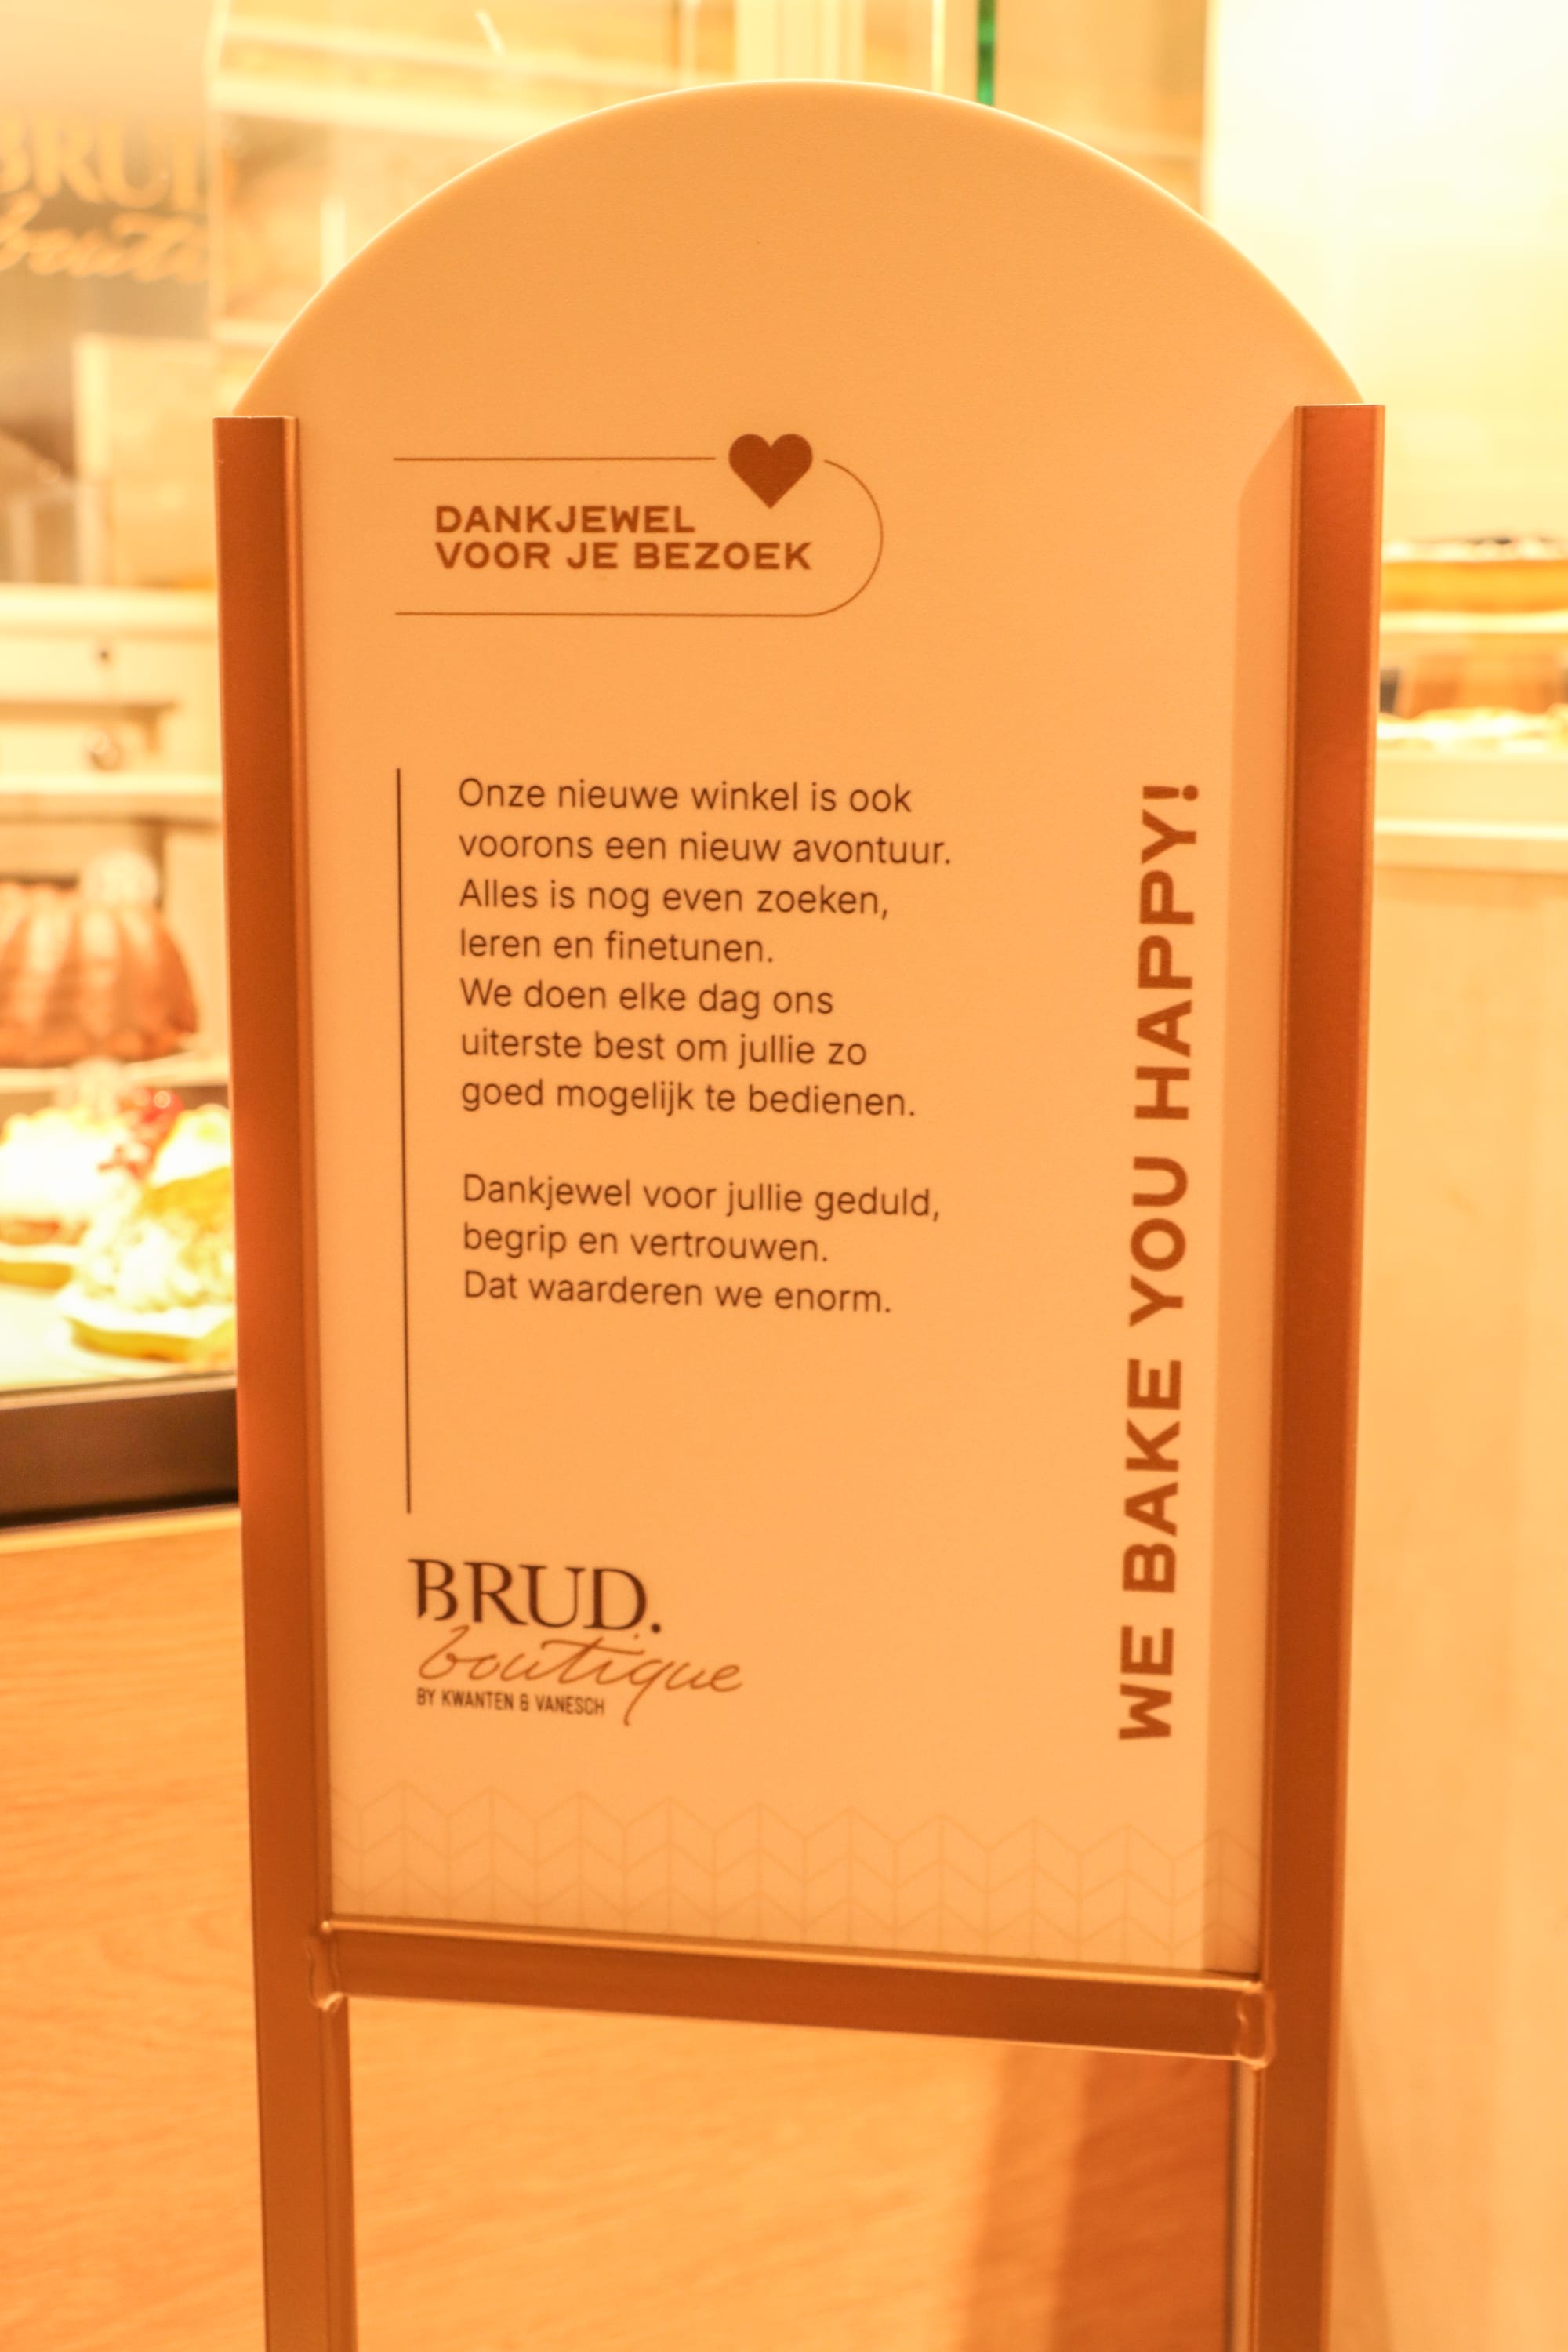 DANKJEWEL
VOOR JE BEZOEK
Onze nieuwe winkel is ook
voorons een nieuw avontuur.
Alles is nog even zoeken,
leren en finetunen.
We doen elke dag ons
uiterste best om jullie zo
goed mogelijk te bedienen.
Dankjewel voor jullie geduld,
begrip en vertrouwen.
Dat waarderen we enorm.
WE BAKE YOU HAPPY!
BRUD.
boutique
BY KWANTEN & VANESCH